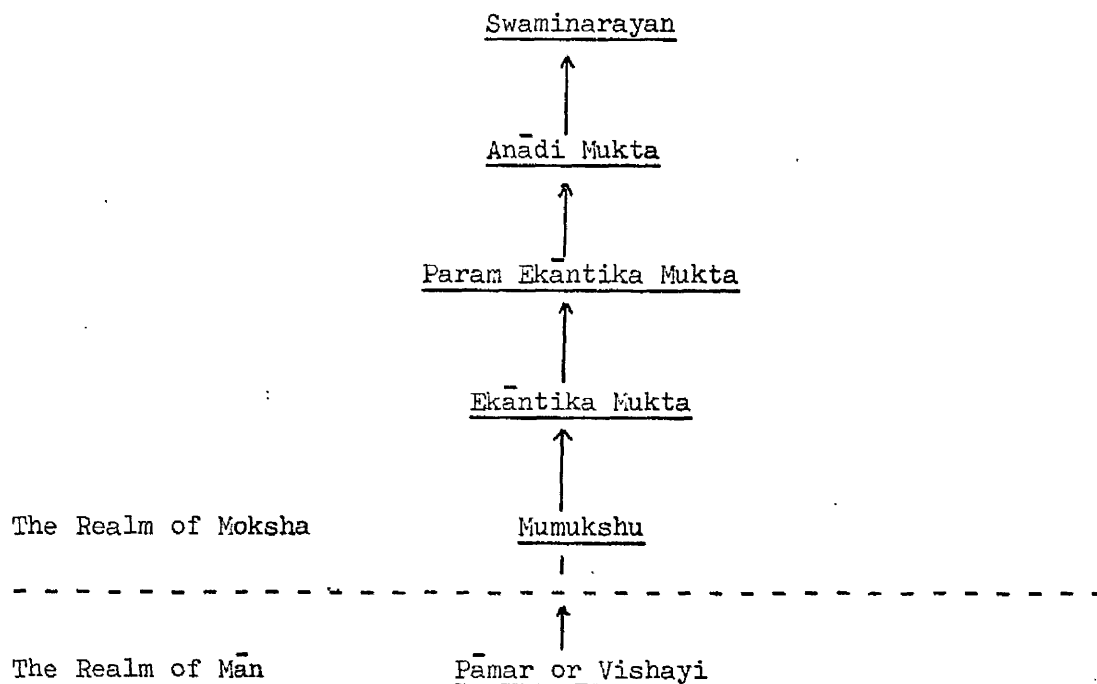 Swaminarayan
Anādi Mukta
Param Ekāntika Mukta
Ekāntika Mukta
The Realm of Moksha Mumukshu
The Realm of Mān Pāmar or Vishayi